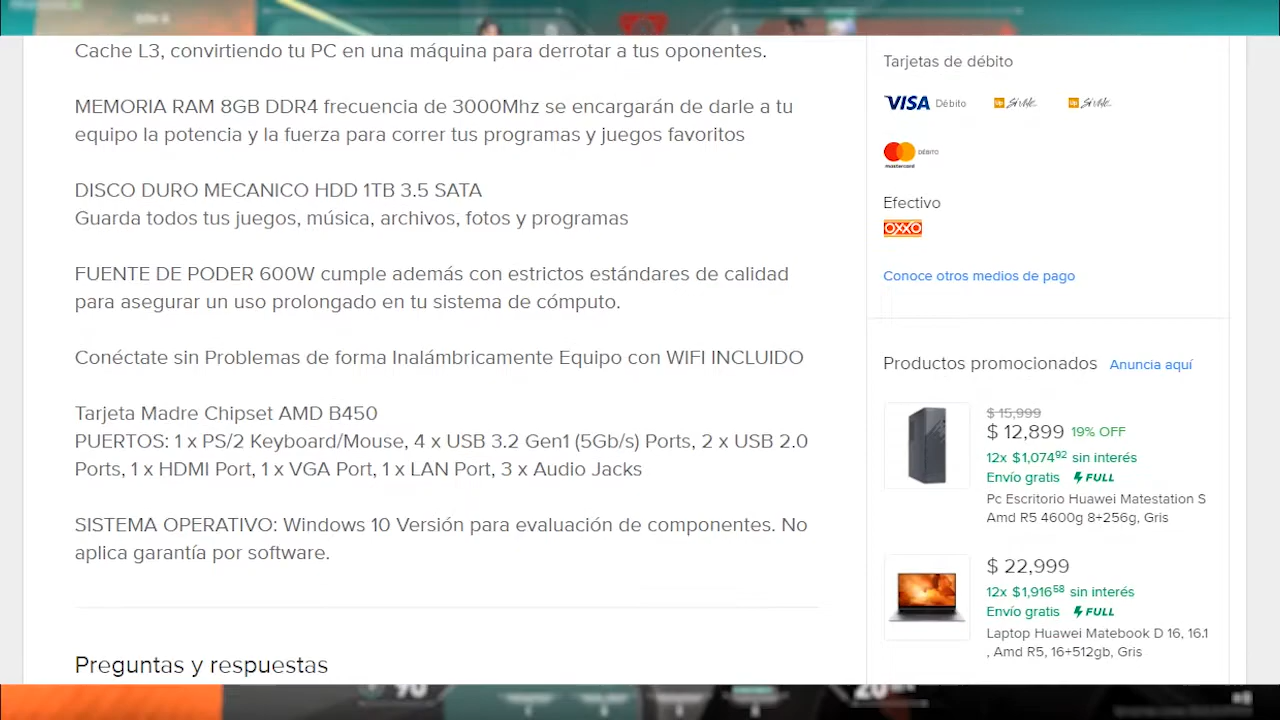 Cache L3, convirtiendo tu PC en una máquina para derrotar a tus oponentes.
MEMORIA RAM 8GB DDR4 frecuencia de 3000Mhz se encargarán de darle a tu
equipo la potencia y la fuerza para correr tus programas y juegos favoritos
DISCO DURO MECANICO HDD 1TB 3.5 SATA
Guarda todos tus juegos, música, archivos, fotos y programas
FUENTE DE PODER 600W cumple además con estrictos estándares de calidad
para asegurar un uso prolongado en tu sistema de cómputo.
Conéctate sin Problemas de forma Inalámbricamente Equipo con WIFI INCLUIDO
Tarjeta Madre Chipset AMD B450
PUERTOS: 1 x PS/2 Keyboard/Mouse, 4 x USB 3.2 Gen1 (5Gb/s) Ports, 2 x USB 2.0
Ports, 1 x HDMI Port, 1 x VGA Port, 1 x LAN Port, 3 x Audio Jacks
SISTEMA OPERATIVO: Windows 10 Versión para evaluación de componentes. No
aplica garantía por software.
Preguntas y respuestas
Tarjetas de débito
VISA Débito Up Sí Vale Up Sí Vale
mastercard DÉBITO
Efectivo
OXXO
Conoce otros medios de pago
Productos promocionados Anuncia aquí
$ 15,999
$ 12,899 19% OFF
12x $1,074⁹² sin interés
Envío gratis FULL
Pc Escritorio Huawei Matestation S
Amd R5 4600g 8+256g, Gris
$ 22,999
12x $1,916⁵⁸ sin interés
Envío gratis FULL
Laptop Huawei Matebook D 16, 16.1
, Amd R5, 16+512gb, Gris